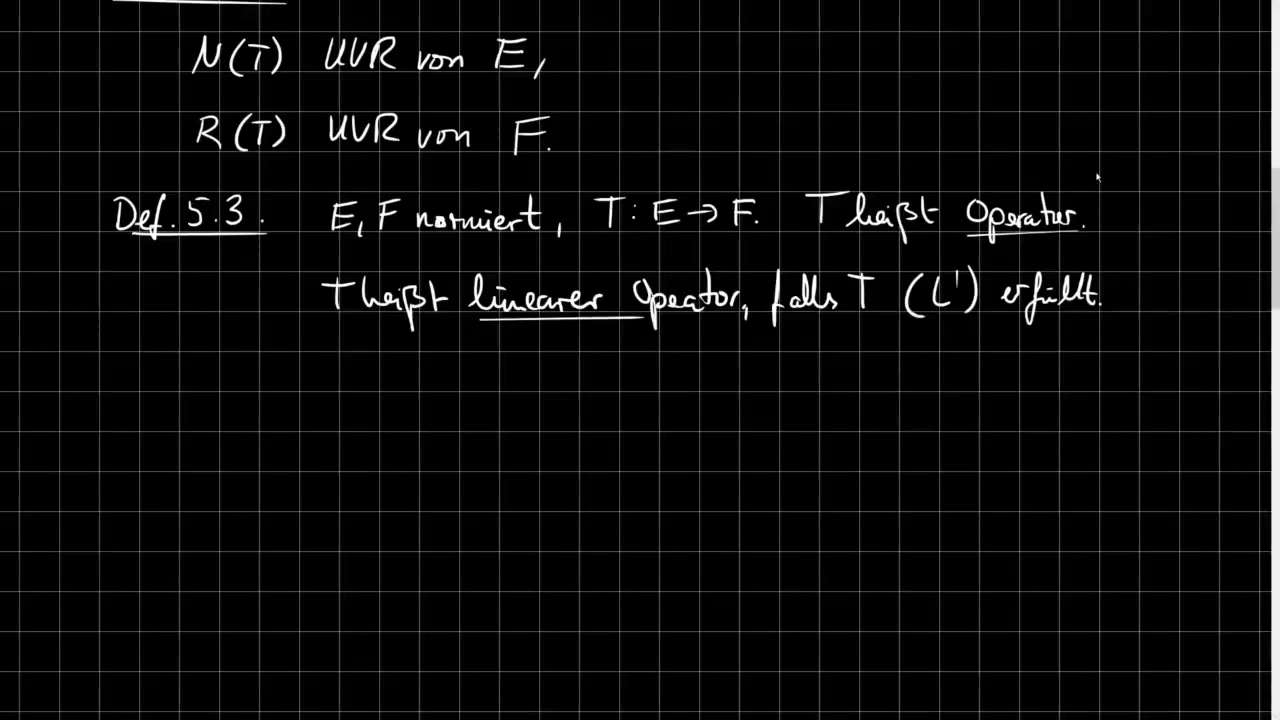 N(T) UVR von E,
R(T) UVR von F.
Def. 5.3. E, F normiert, T: E → F. T heißt Operator.
T heißt linearer Operator, falls T (L') erfüllt.